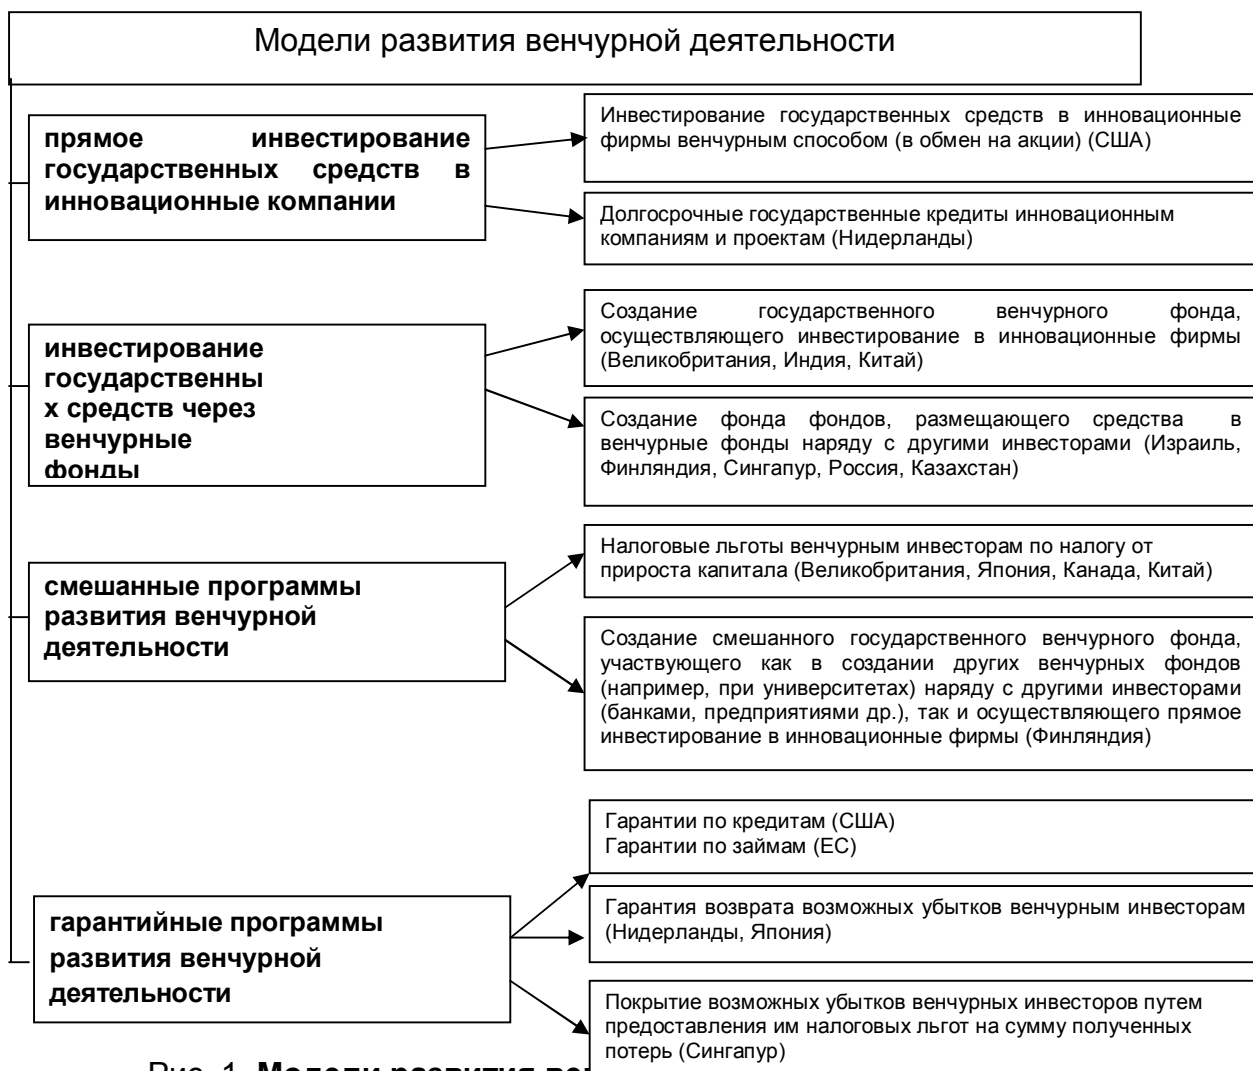 Модели развития венчурной деятельности
прямое инвестирование
государственных средств в
инновационные компании
Инвестирование государственных средств в инновационные
фирмы венчурным способом (в обмен на акции) (США)
Долгосрочные государственные кредиты инновационным
компаниям и проектам (Нидерланды)
инвестирование
государственны
х средств через
венчурные
фонды
Создание государственного венчурного фонда,
осуществляющего инвестирование в инновационные фирмы
(Великобритания, Индия, Китай)
Создание фонда фондов, размещающего средства в
венчурные фонды наряду с другими инвесторами (Израиль,
Финляндия, Сингапур, Россия, Казахстан)
смешанные программы
развития венчурной
деятельности
Налоговые льготы венчурным инвесторам по налогу от
прироста капитала (Великобритания, Япония, Канада, Китай)
Создание смешанного государственного венчурного фонда,
участвующего как в создании других венчурных фондов
(например, при университетах) наряду с другими инвесторами
(банками, предприятиями др.), так и осуществляющего прямое
инвестирование в инновационные фирмы (Финляндия)
гарантийные программы
развития венчурной
деятельности
Гарантии по кредитам (США)
Гарантии по займам (ЕС)
Гарантия возврата возможных убытков венчурным инвесторам
(Нидерланды, Япония)
Покрытие возможных убытков венчурных инвесторов путем
предоставления им налоговых льгот на сумму полученных
потерь (Сингапур)
Рис. 1. Модели развития